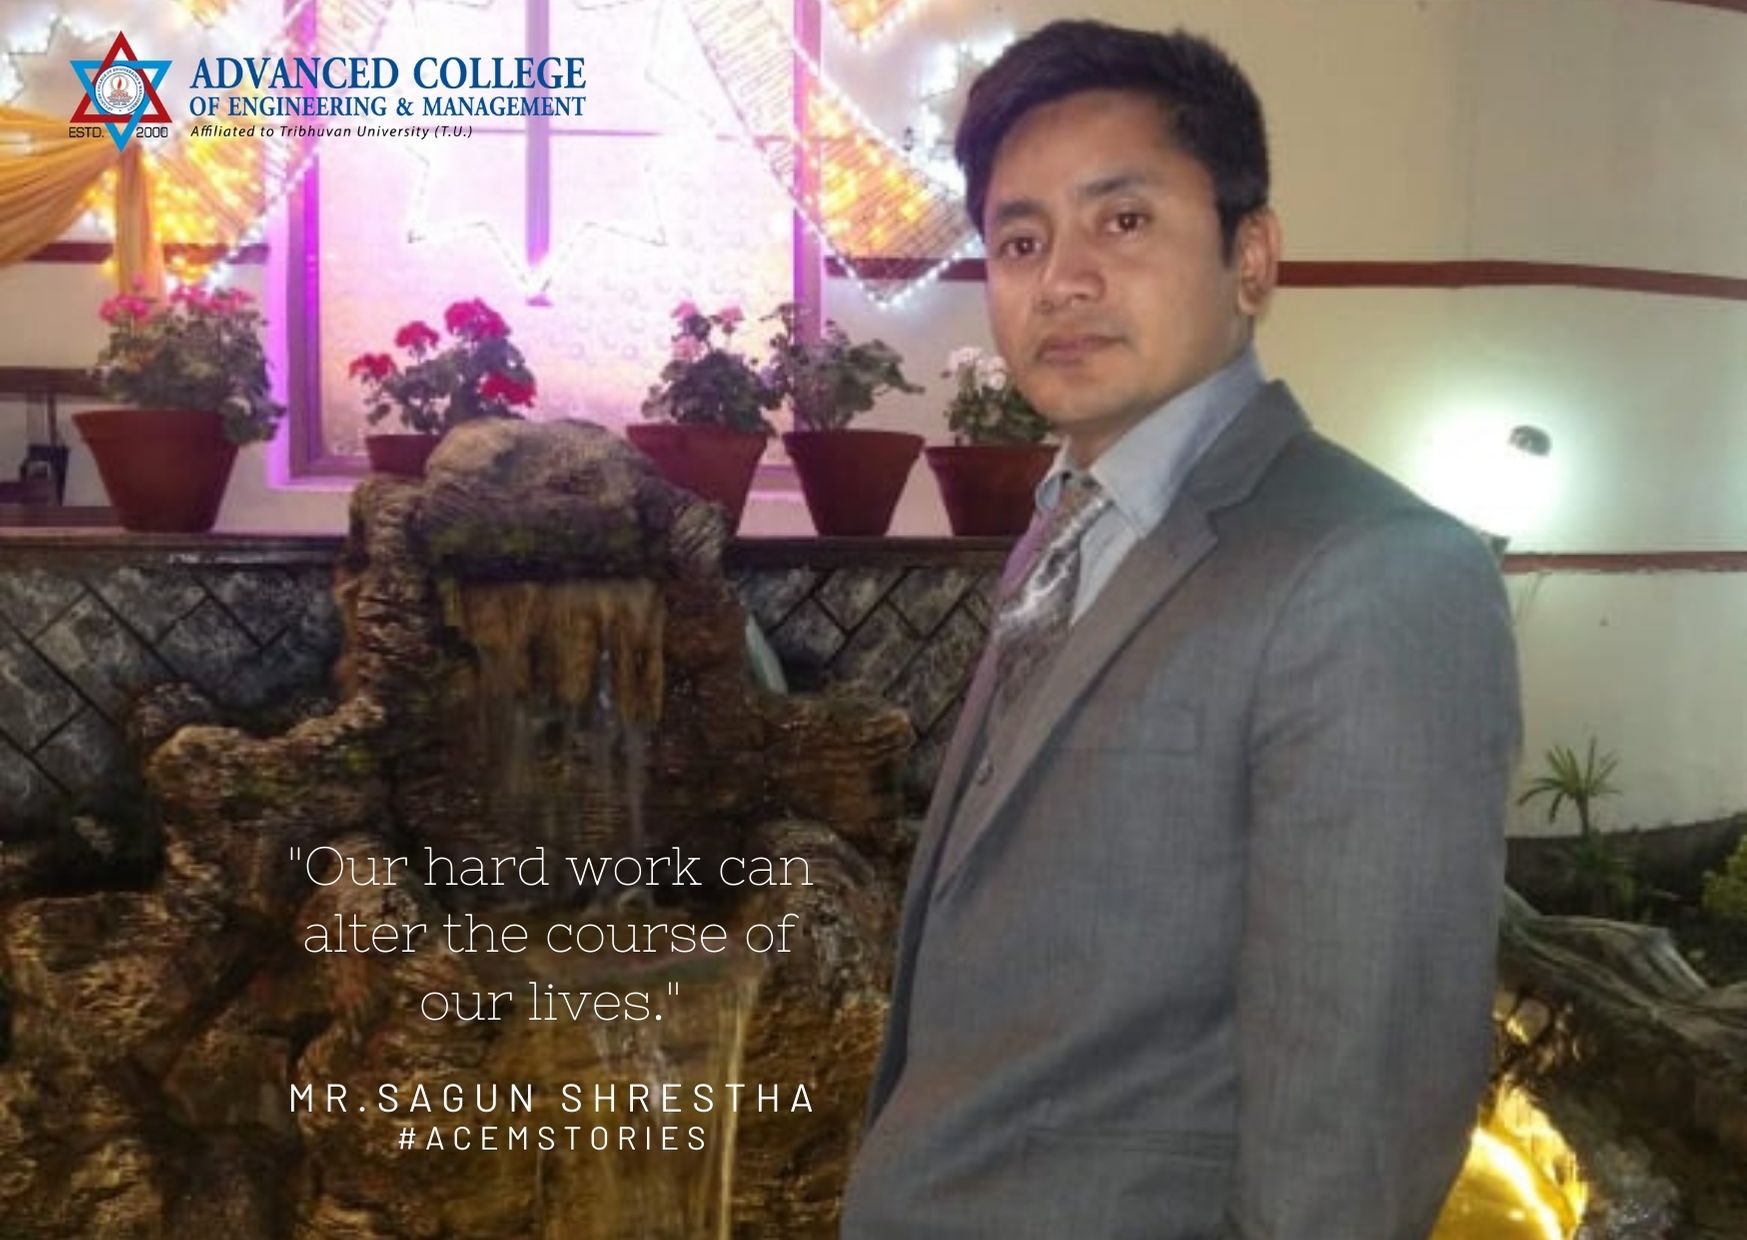 ADVANCED COLLEGE
OF ENGINEERING & MANAGEMENT
ESTD. 2000
Affiliated to Tribhuvan University (T.U.)
"Our hard work can
alter the course of
our lives."
MR.SAGUN SHRESTHA
#ACEMSTORIES